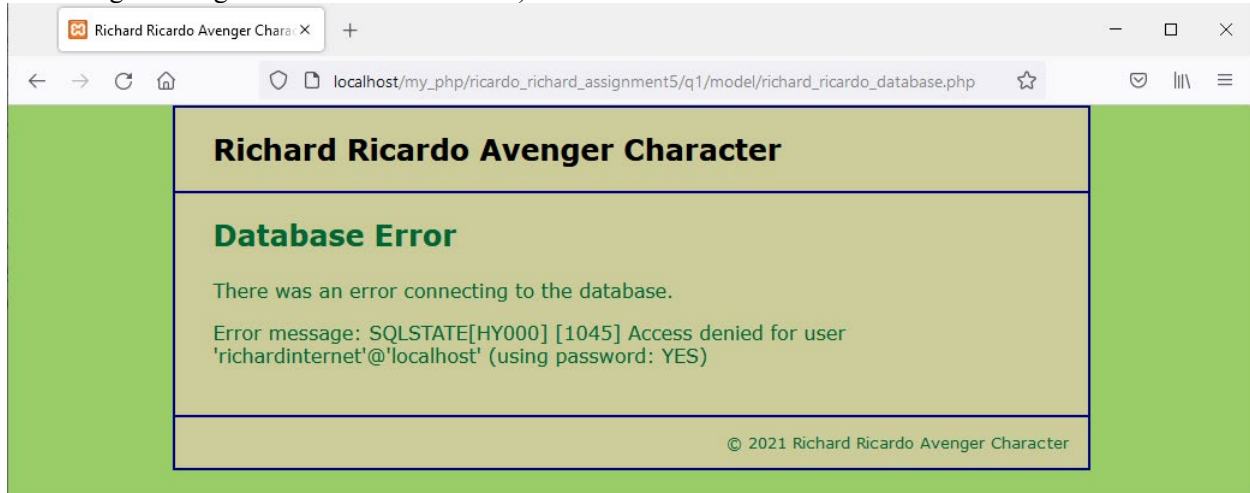 Richard Ricardo Avenger Charac
localhost/my_php/ricardo_richard_assignment5/q1/model/richard_ricardo_database.php
Richard Ricardo Avenger Character
Database Error
There was an error connecting to the database.
Error message: SQLSTATE[HY000] [1045] Access denied for user
'richardinternet'@'localhost' (using password: YES)
© 2021 Richard Ricardo Avenger Character